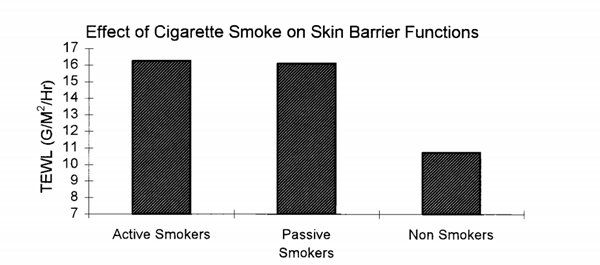 Effect of Cigarette Smoke on Skin Barrier Functions
TEWL (G/M²/Hr)
17
16
15
14
13
12
11
10
9
8
7
Active Smokers
Passive
Smokers
Non Smokers